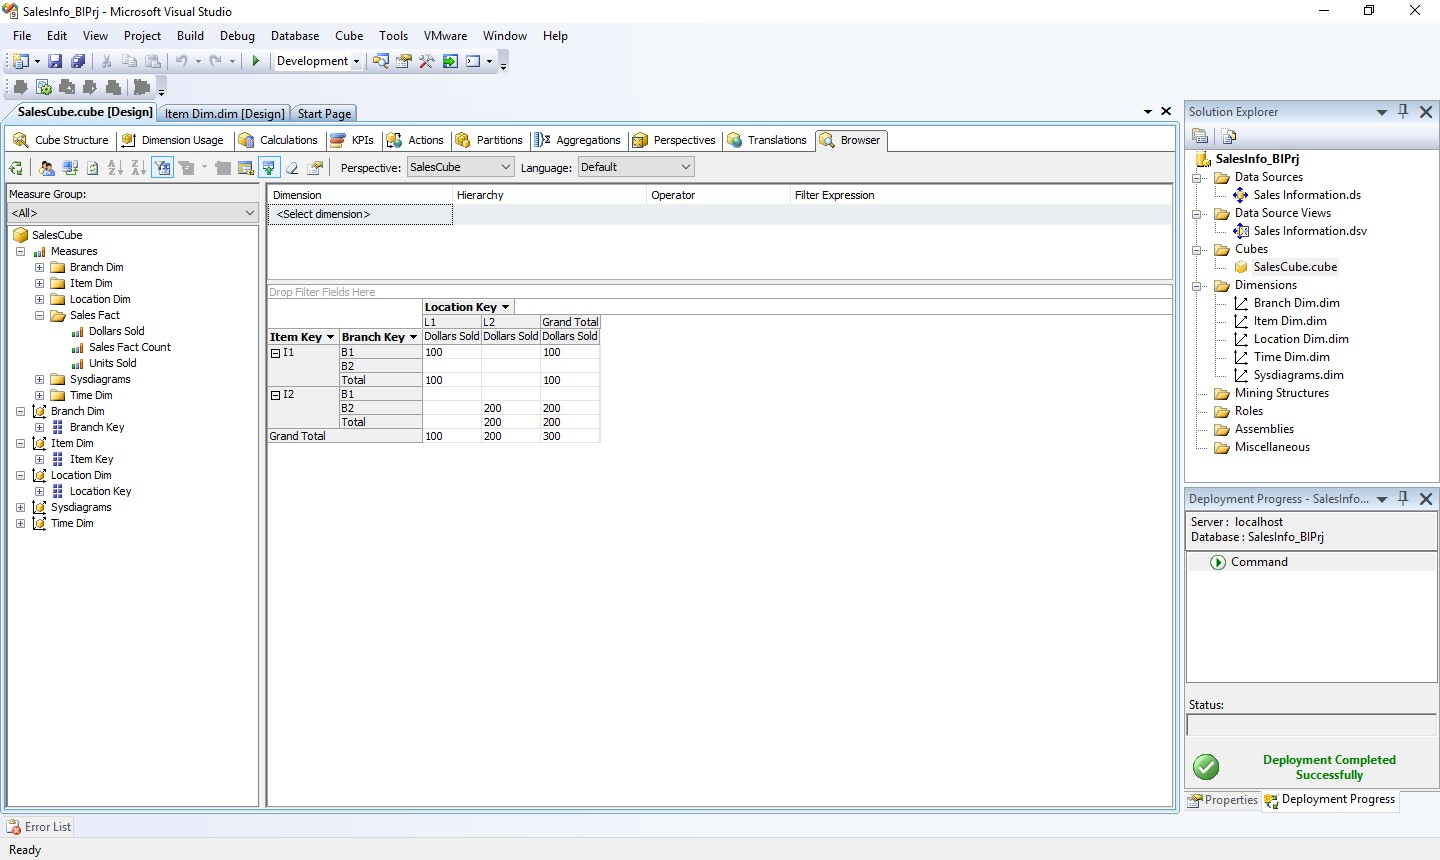 SalesInfo_BIPrj - Microsoft Visual Studio
File Edit View Project Build Debug Database Cube Tools VMware Window Help
Development
SalesCube.cube [Design] Item Dim.dim [Design] Start Page
Cube Structure Dimension Usage Calculations KPIs Actions Partitions Aggregations Perspectives Translations Browser
Perspective: SalesCube Language: Default
Measure Group:
<All>
SalesCube
Measures
Branch Dim
Item Dim
Location Dim
Sales Fact
Dollars Sold
Sales Fact Count
Units Sold
Sysdiagrams
Time Dim
Branch Dim
Branch Key
Item Dim
Item Key
Location Dim
Location Key
Sysdiagrams
Time Dim
Dimension Hierarchy Operator Filter Expression
<Select dimension>
Drop Filter Fields Here
Location Key
L1 L2 Grand Total
Item Key Branch Key Dollars Sold Dollars Sold Dollars Sold
I1 B1 100 100
B2
Total 100 100
I2 B1
B2 200 200
Total 200 200
Grand Total 100 200 300
Solution Explorer
SalesInfo_BIPrj
Data Sources
Sales Information.ds
Data Source Views
Sales Information.dsv
Cubes
SalesCube.cube
Dimensions
Branch Dim.dim
Item Dim.dim
Location Dim.dim
Time Dim.dim
Sysdiagrams.dim
Mining Structures
Roles
Assemblies
Miscellaneous
Deployment Progress - SalesInfo...
Server : localhost
Database : SalesInfo_BIPrj
Command
Status:
Deployment Completed
Successfully
Properties Deployment Progress
Error List
Ready